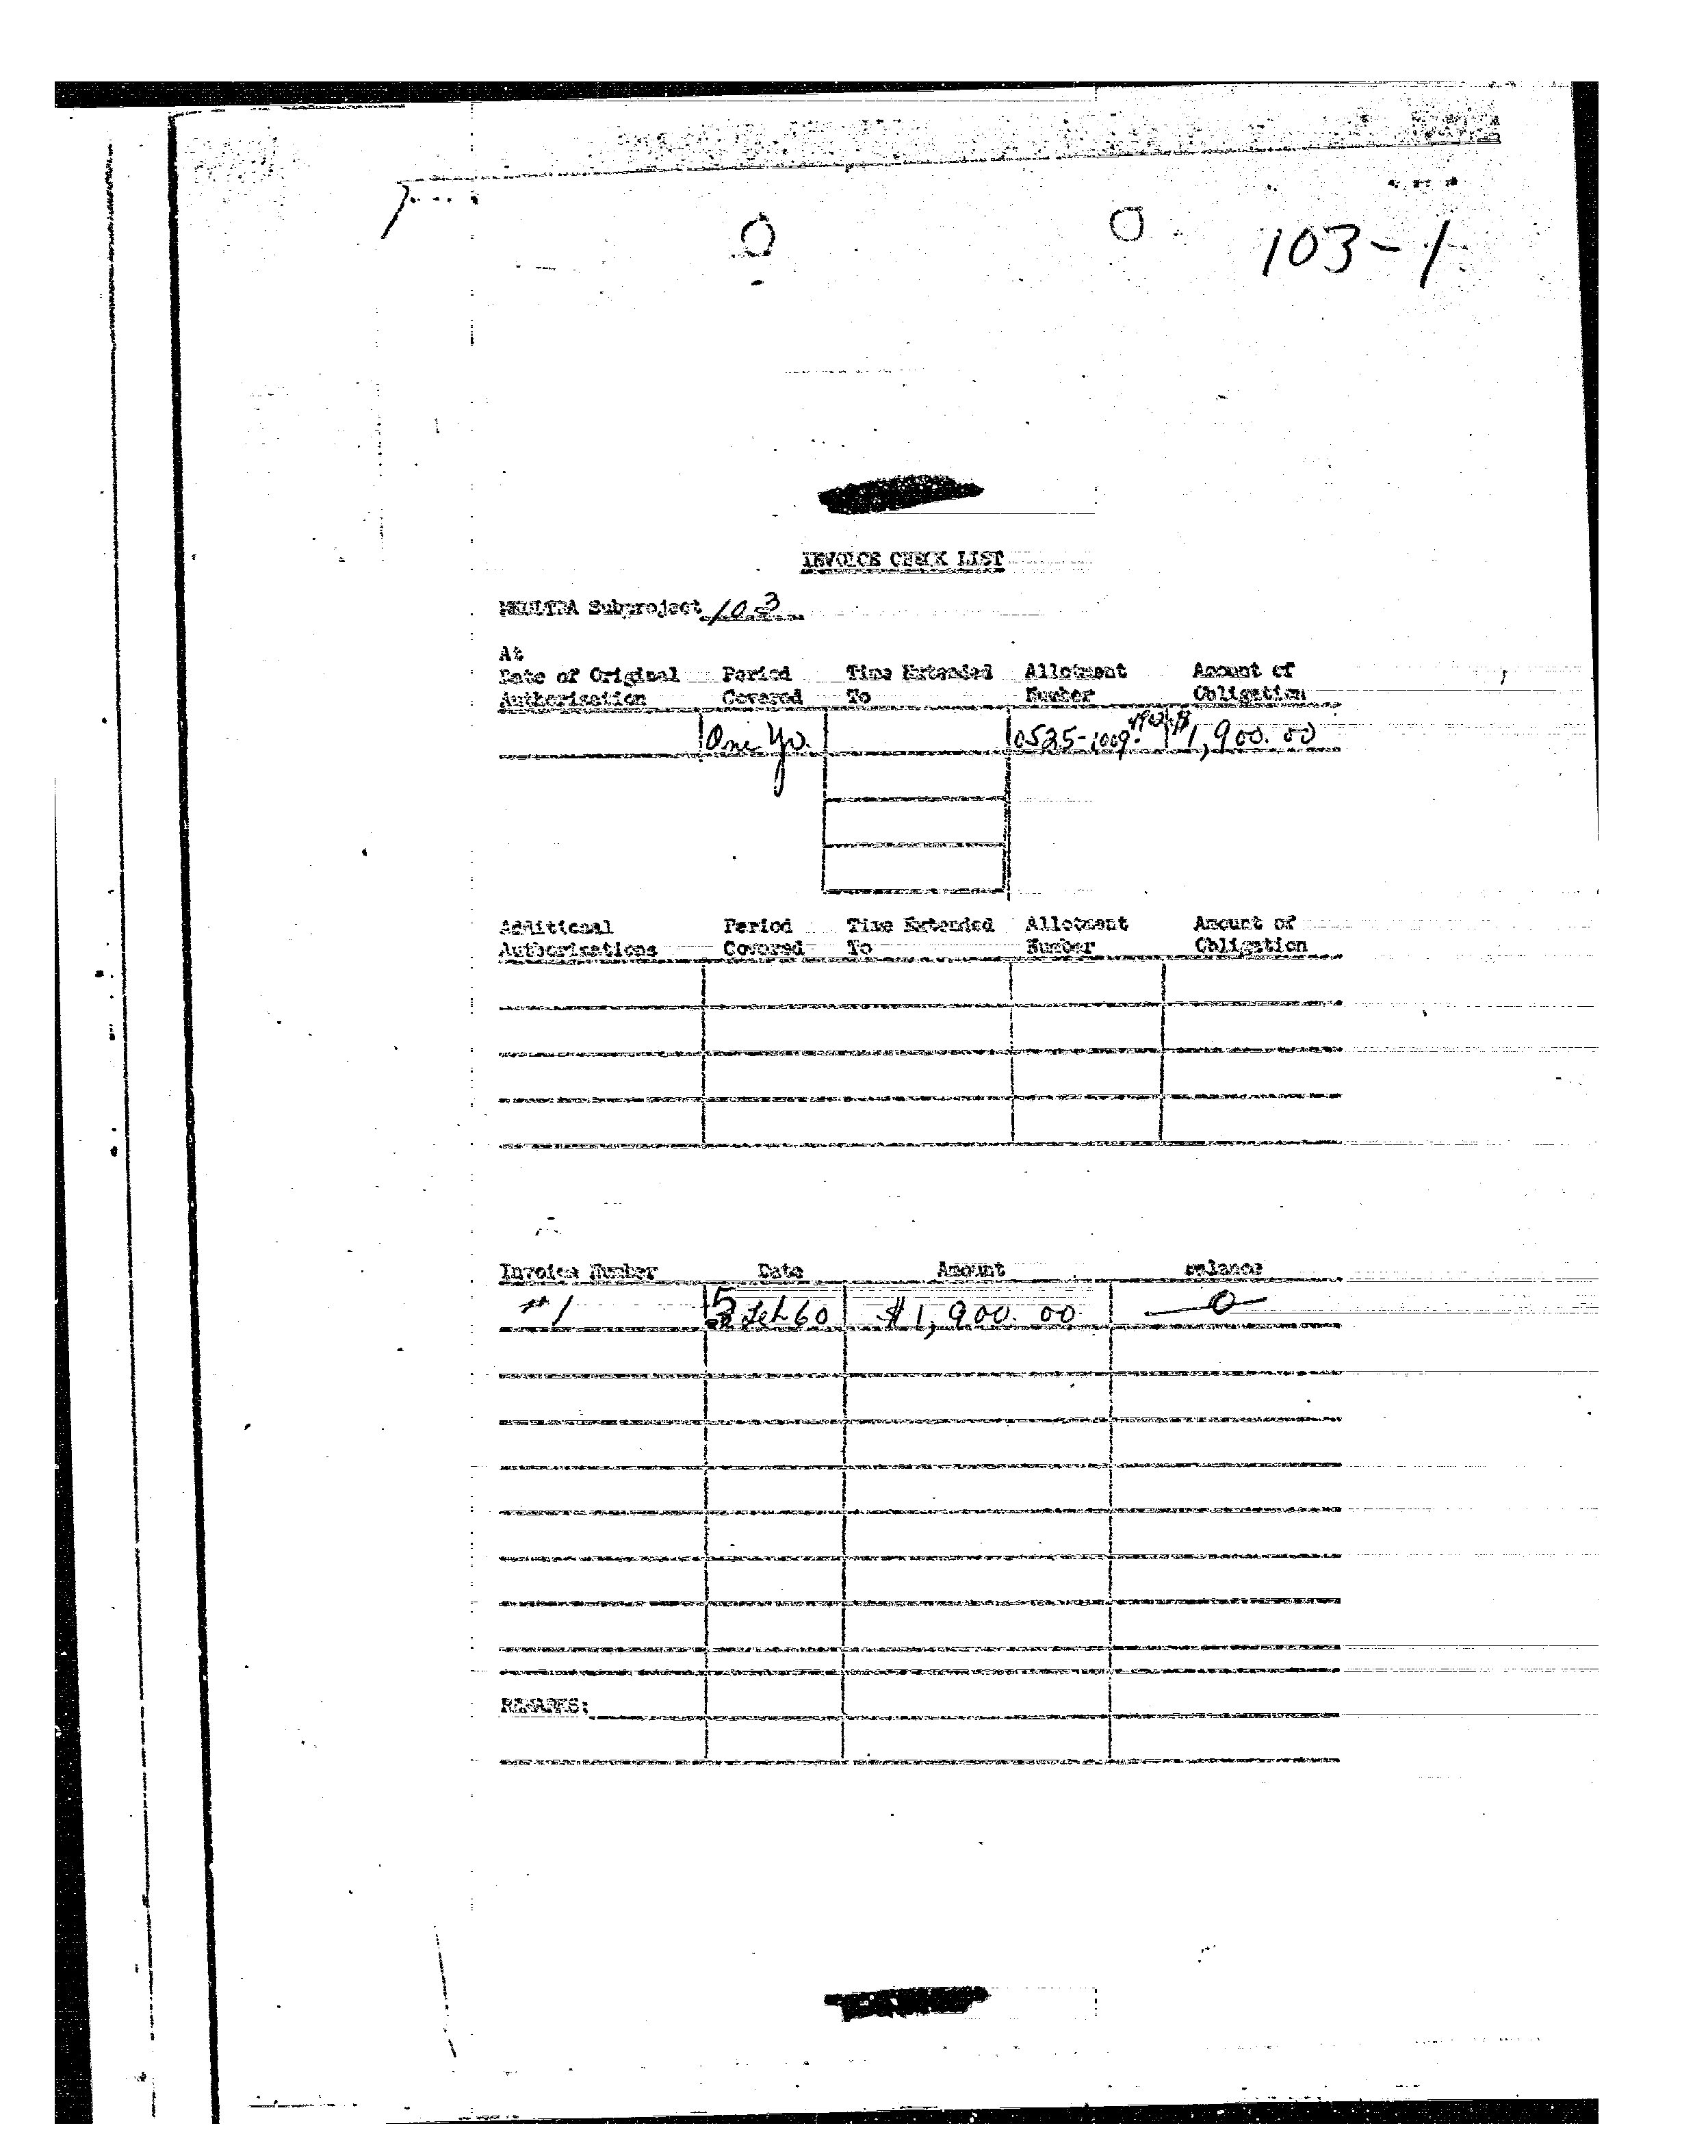 103-1
INVOICE CHECK LIST
MKULTRA Subproject 103
At
Date of Original Period Time Extended Allotment Amount of
Authorization Covered To Number Obligation
One Yr. 0525-1009- $1,900.00
Additional Period Time Extended Allotment Amount of
Authorizations Covered To Number Obligation
Invoice Number Date Amount Balance
#1 5 Feb 60 $1,900.00 -0-
REMARKS: